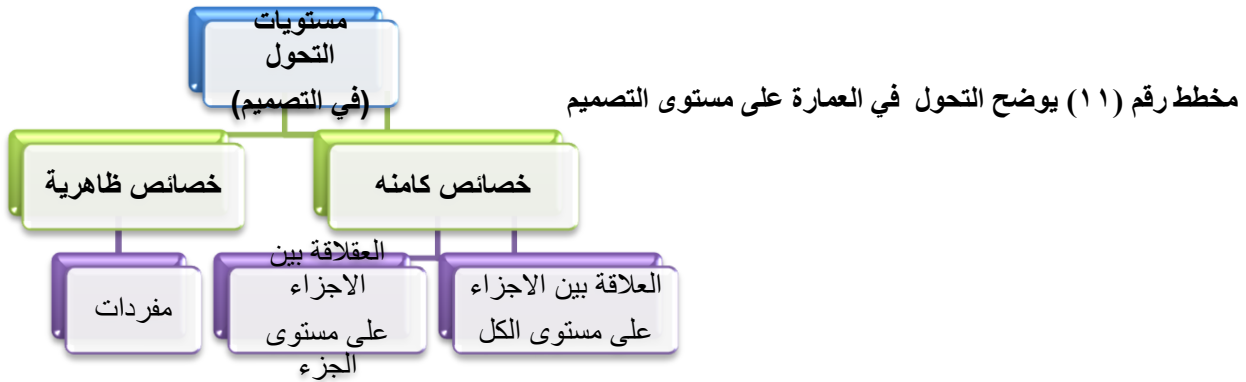 مستويات
التحول
(في التصميم)
مخطط رقم (١١) يوضح التحول في العمارة على مستوى التصميم
خصائص كامنه
خصائص ظاهرية
العلاقة بين الاجزاء
على مستوى الكل
العقلاقة بين
الاجزاء
على مستوى
الجزء
مفردات